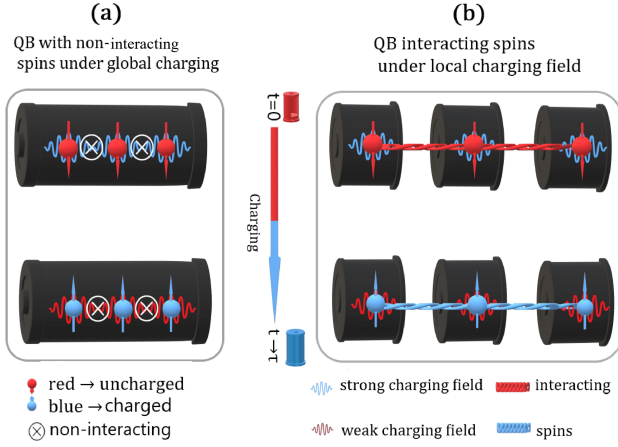 (a)
QB with non-interacting
spins under global charging
(b)
QB interacting spins
under local charging field
t=0
Charging
t → τ
red → uncharged
blue → charged
non-interacting
strong charging field
interacting
weak charging field
spins